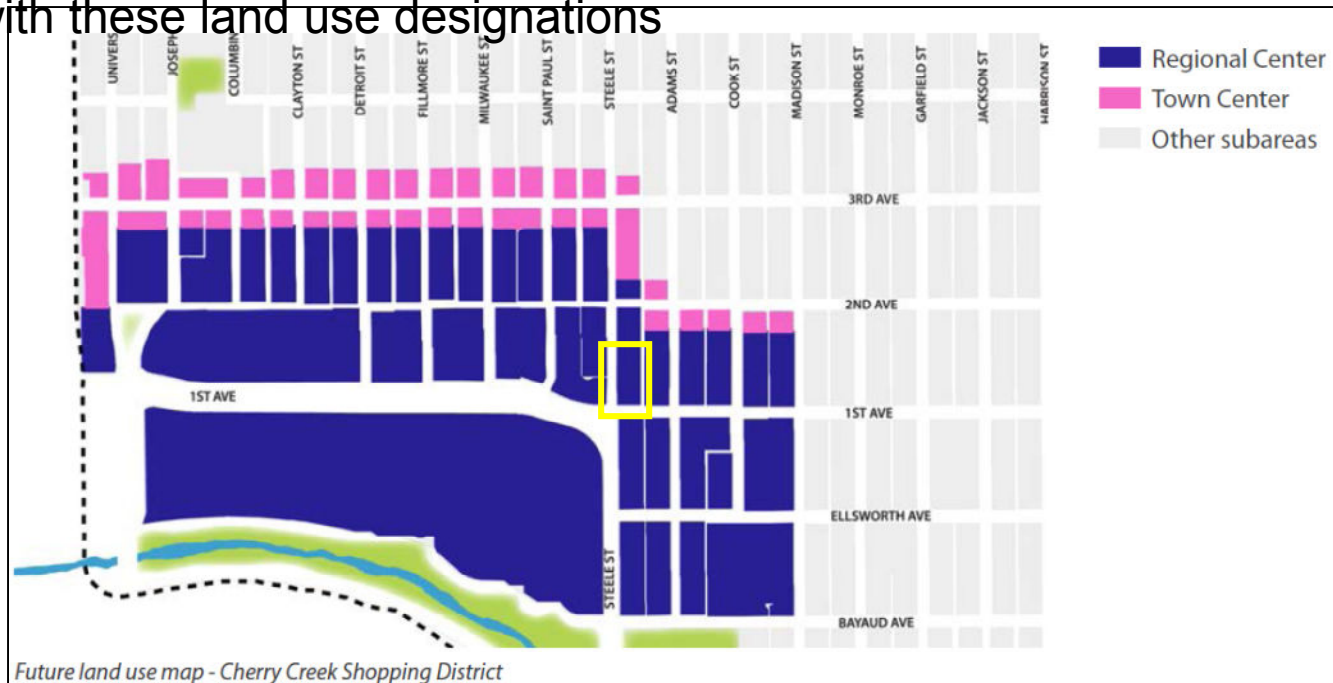 ith these land use designations
UNIVERS
JOSEPH
COLUMBIN
CLAYTON ST
DETROIT ST
FILLMORE ST
MILWAUKEE ST
SAINT PAUL ST
STEELE ST
ADAMS ST
COOK ST
MADISON ST
MONROE ST
GARFIELD ST
JACKSON ST
HARRISON ST
Regional Center
Town Center
Other subareas
3RD AVE
2ND AVE
1ST AVE
1ST AVE
ELLSWORTH AVE
STEELE ST
BAYAUD AVE
Future land use map - Cherry Creek Shopping District